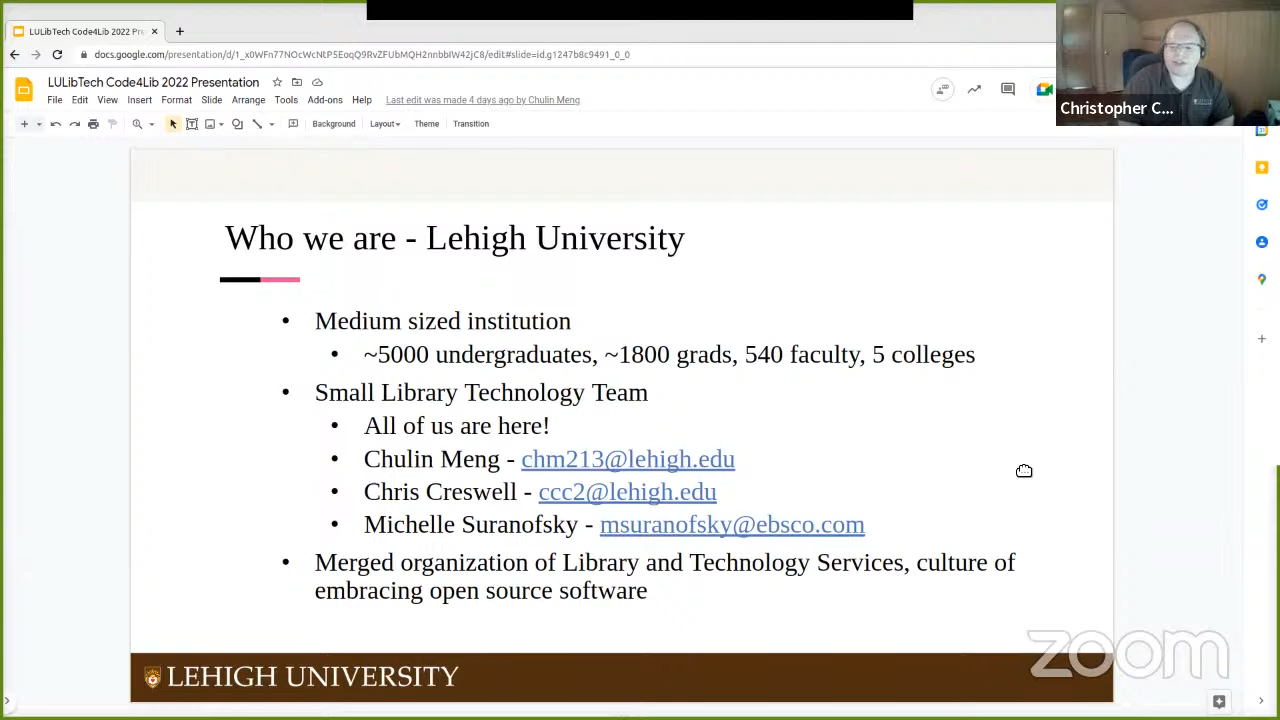 LULibTech Code4Lib 2022 Pre
docs.google.com/presentation/d/1_x0WFn77NOcWcNtP5EoqQ9RvZFUbMQH2nnbbIW42jC8/edit#slide=id.g1247b8c9491_0_0
LULibTech Code4Lib 2022 Presentation
File Edit View Insert Format Slide Arrange Tools Add-ons Help Last edit was made 4 days ago by Chulin Meng
Background Layout Theme Transition
Christopher C...
Who we are - Lehigh University
• Medium sized institution
• ~5000 undergraduates, ~1800 grads, 540 faculty, 5 colleges
• Small Library Technology Team
• All of us are here!
• Chulin Meng - chm213@lehigh.edu
• Chris Creswell - ccc2@lehigh.edu
• Michelle Suranofsky - msuranofsky@ebsco.com
• Merged organization of Library and Technology Services, culture of
embracing open source software
LEHIGH UNIVERSITY
zoom